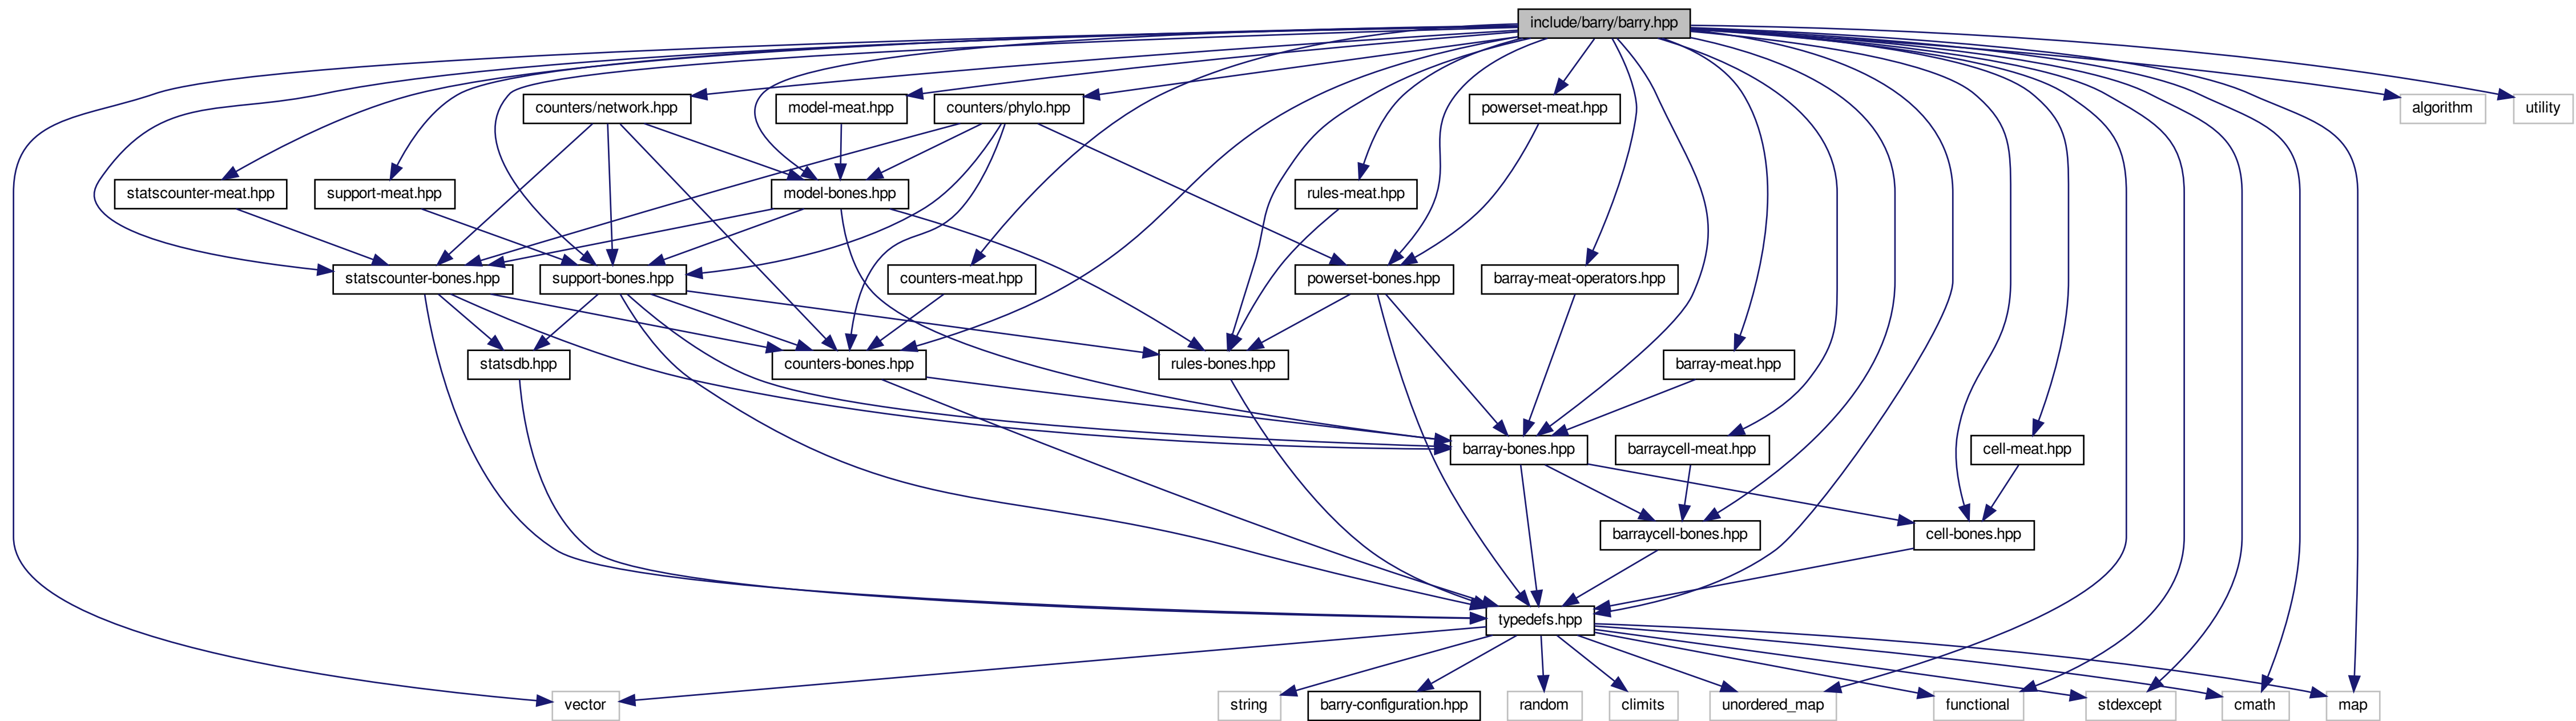 include/barry/barry.hpp
counters/network.hpp
model-meat.hpp
counters/phylo.hpp
powerset-meat.hpp
algorithm
utility
statscounter-meat.hpp
support-meat.hpp
model-bones.hpp
rules-meat.hpp
statscounter-bones.hpp
support-bones.hpp
counters-meat.hpp
powerset-bones.hpp
barray-meat-operators.hpp
statsdb.hpp
counters-bones.hpp
rules-bones.hpp
barray-meat.hpp
barray-bones.hpp
barraycell-meat.hpp
cell-meat.hpp
barraycell-bones.hpp
cell-bones.hpp
typedefs.hpp
vector
string
barry-configuration.hpp
random
climits
unordered_map
functional
stdexcept
cmath
map